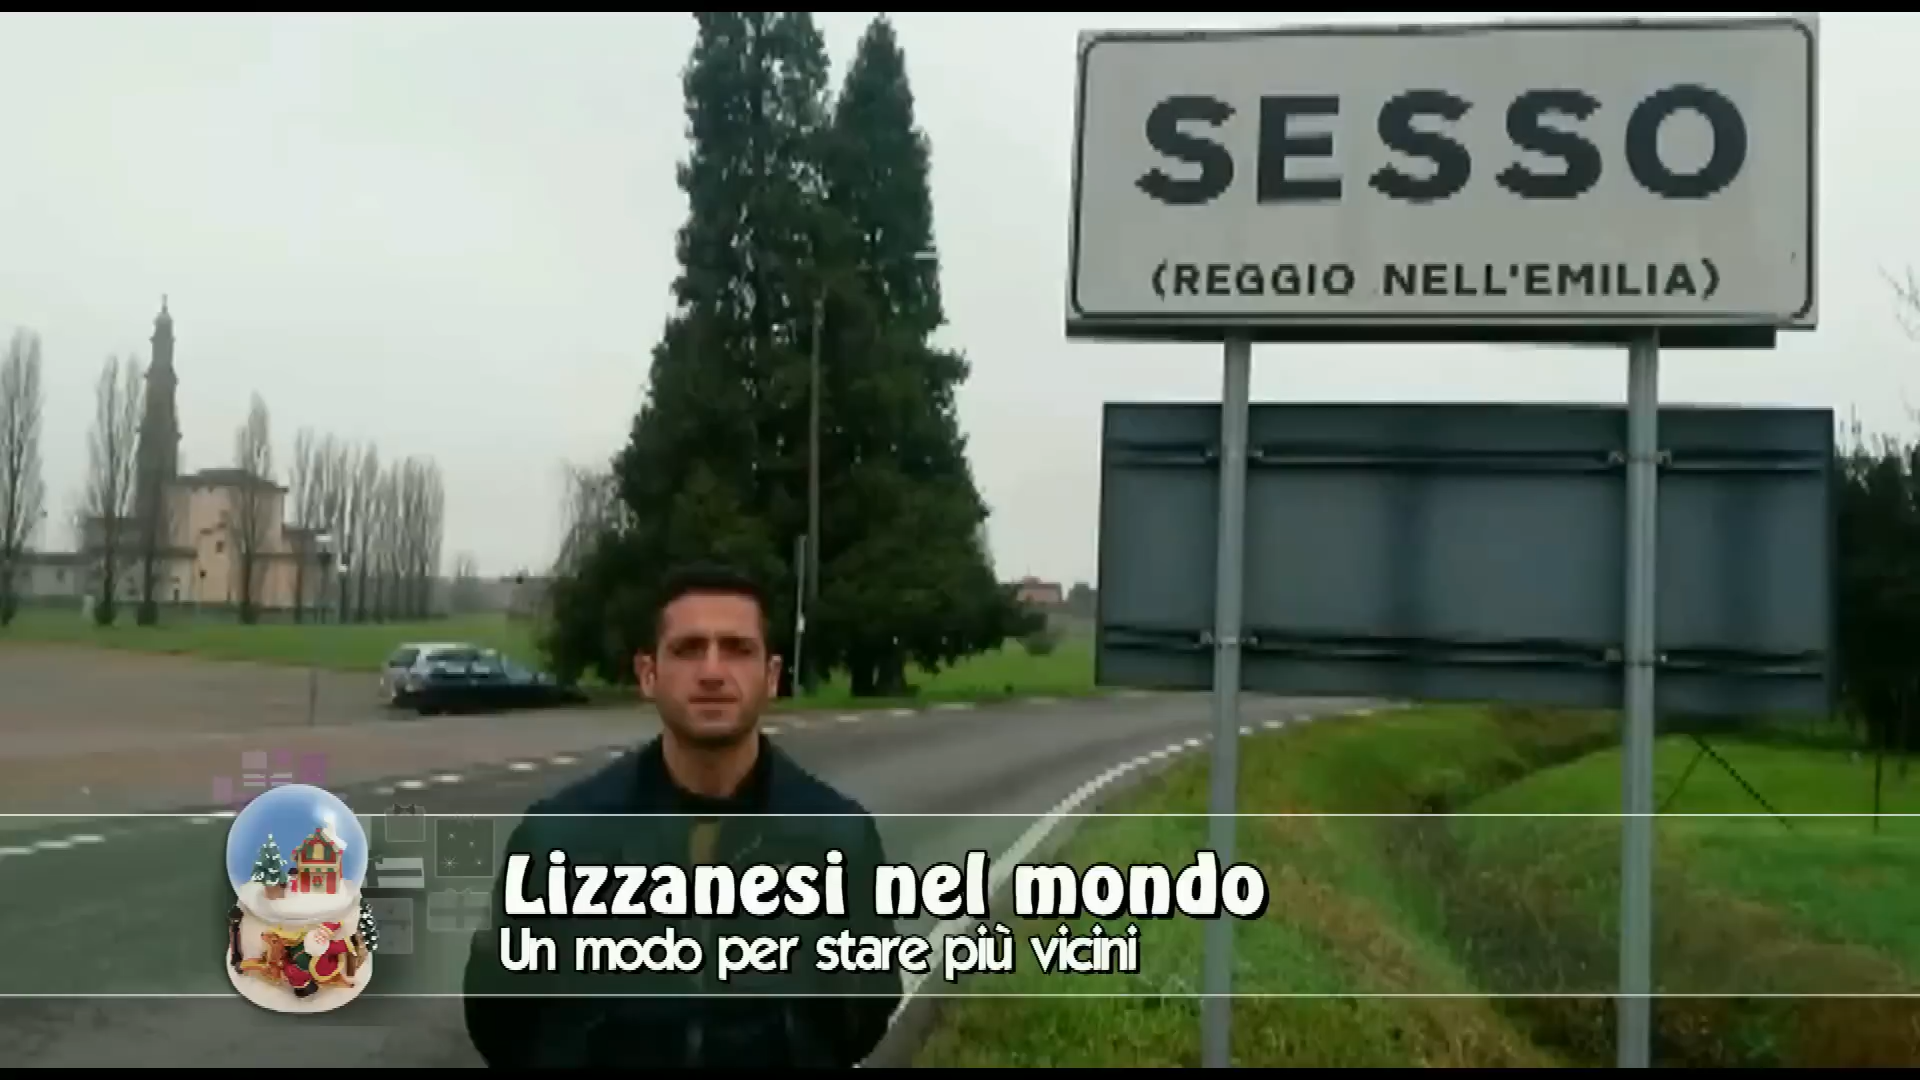 SESSO
(REGGIO NELL'EMILIA)
Lizzanesi nel mondo
Un modo per stare più vicini